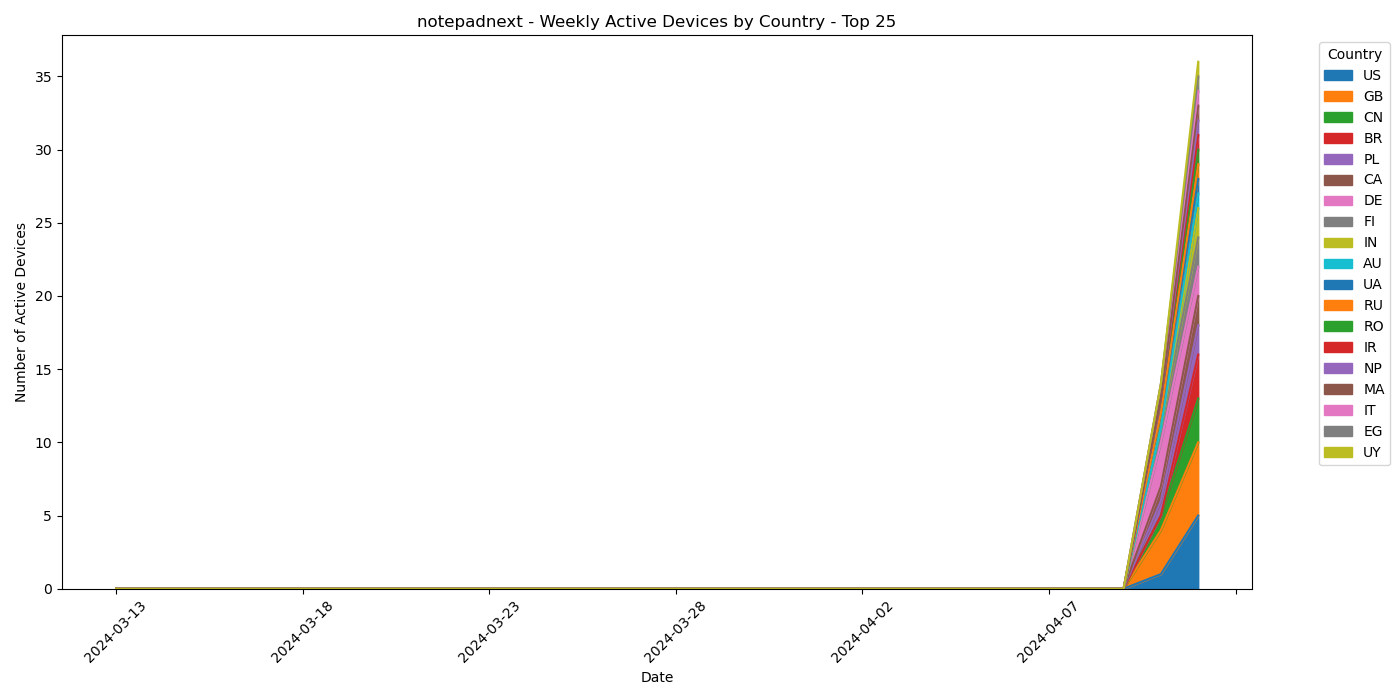 notepadnext - Weekly Active Devices by Country - Top 25
Number of Active Devices
35
30
25
20
15
10
5
0
2024-03-13
2024-03-18
2024-03-23
2024-03-28
2024-04-02
2024-04-07
Date
Country
US
GB
CN
BR
PL
CA
DE
FI
IN
AU
UA
RU
RO
IR
NP
MA
IT
EG
UY